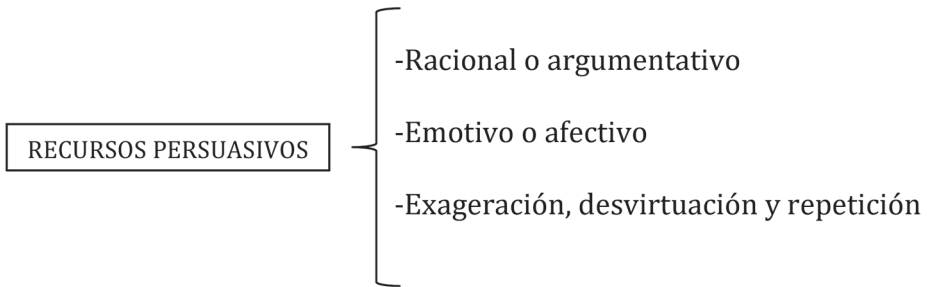 RECURSOS PERSUASIVOS
-Racional o argumentativo
-Emotivo o afectivo
-Exageración, desvirtuación y repetición